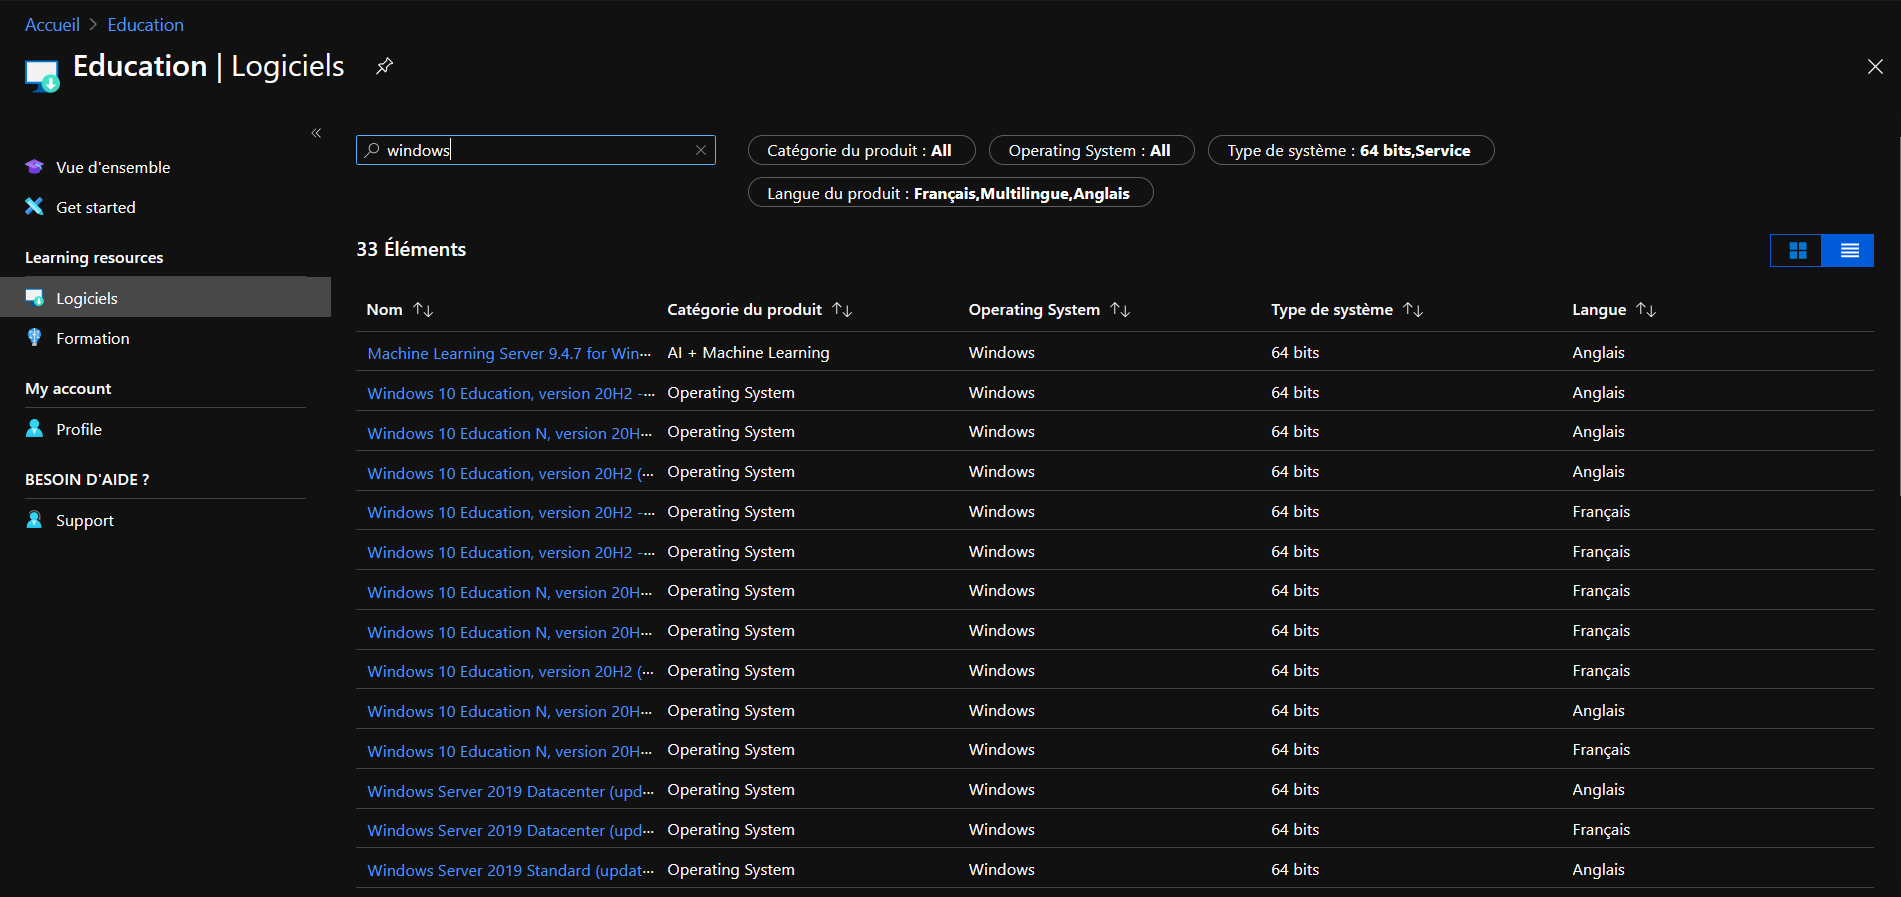 Accueil > Education
Education | Logiciels
«
Vue d'ensemble
Get started
Learning resources
Logiciels
Formation
My account
Profile
BESOIN D'AIDE ?
Support
windows
Catégorie du produit : All
Operating System : All
Type de système : 64 bits,Service
Langue du produit : Français,Multilingue,Anglais
33 Éléments
Nom ↑↓ Catégorie du produit ↑↓ Operating System ↑↓ Type de système ↑↓ Langue ↑↓
Machine Learning Server 9.4.7 for Win... AI + Machine Learning Windows 64 bits Anglais
Windows 10 Education, version 20H2 -... Operating System Windows 64 bits Anglais
Windows 10 Education N, version 20H... Operating System Windows 64 bits Anglais
Windows 10 Education, version 20H2 (... Operating System Windows 64 bits Anglais
Windows 10 Education, version 20H2 -... Operating System Windows 64 bits Français
Windows 10 Education, version 20H2 -... Operating System Windows 64 bits Français
Windows 10 Education N, version 20H... Operating System Windows 64 bits Français
Windows 10 Education N, version 20H... Operating System Windows 64 bits Français
Windows 10 Education, version 20H2 (... Operating System Windows 64 bits Français
Windows 10 Education N, version 20H... Operating System Windows 64 bits Anglais
Windows 10 Education N, version 20H... Operating System Windows 64 bits Français
Windows Server 2019 Datacenter (upd... Operating System Windows 64 bits Anglais
Windows Server 2019 Datacenter (upd... Operating System Windows 64 bits Français
Windows Server 2019 Standard (updat... Operating System Windows 64 bits Anglais